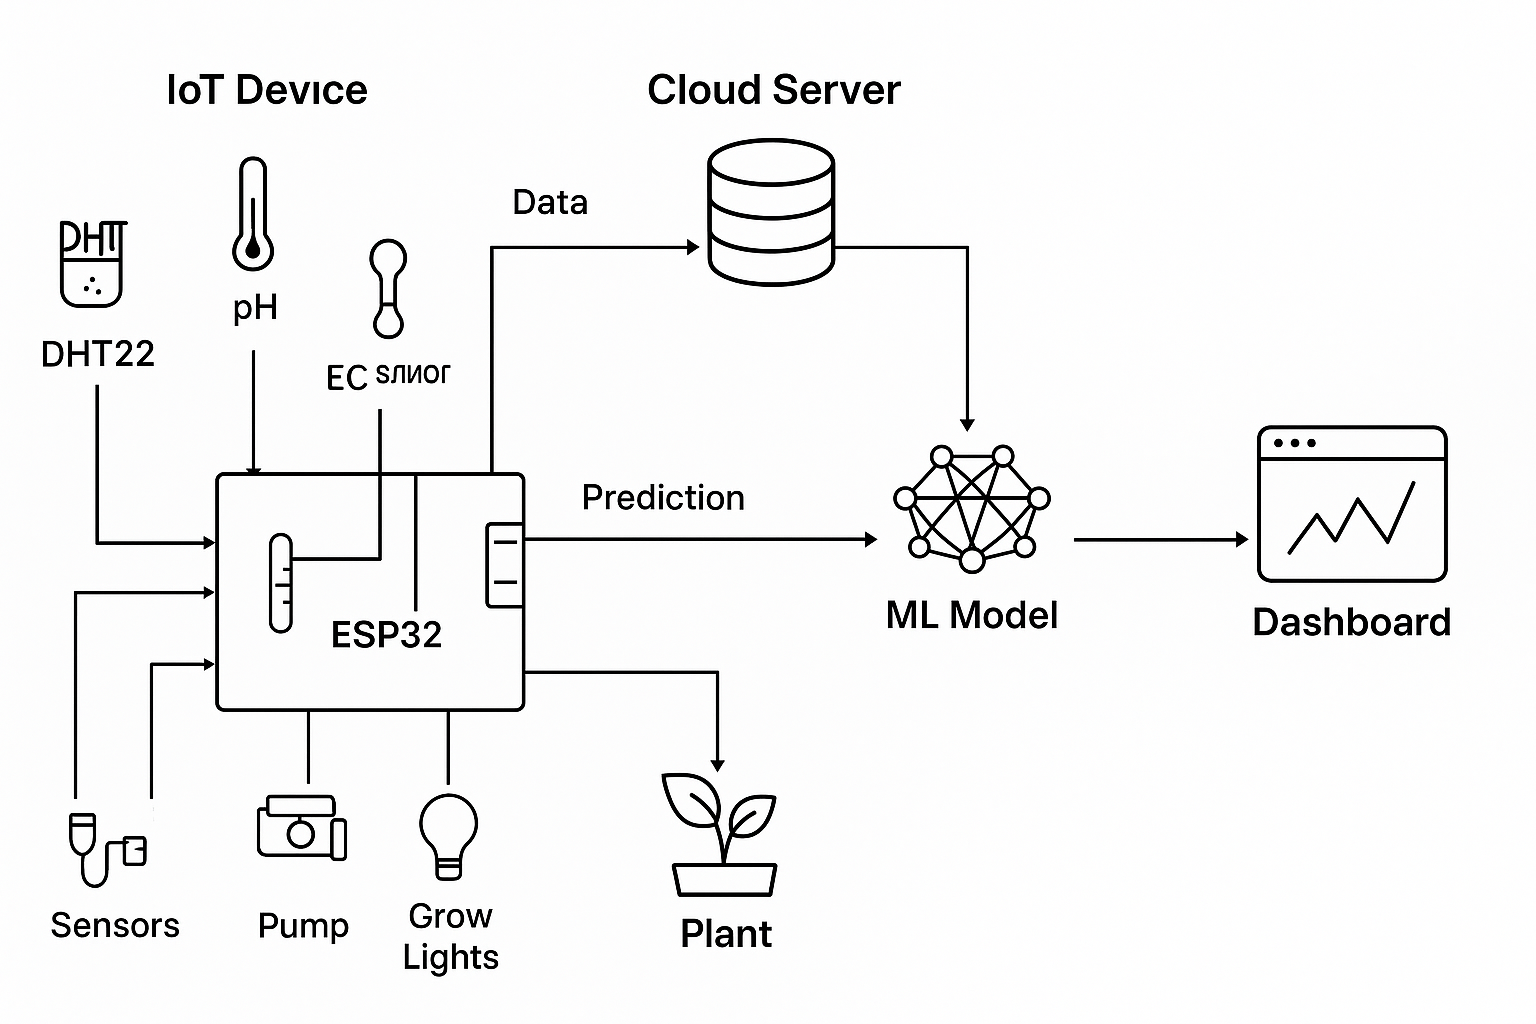 IoT Device
Cloud Server
Data
DHT
pH
DHT22
EC
Prediction
ESP32
ML Model
Dashboard
Sensors
Pump
Grow
Lights
Plant